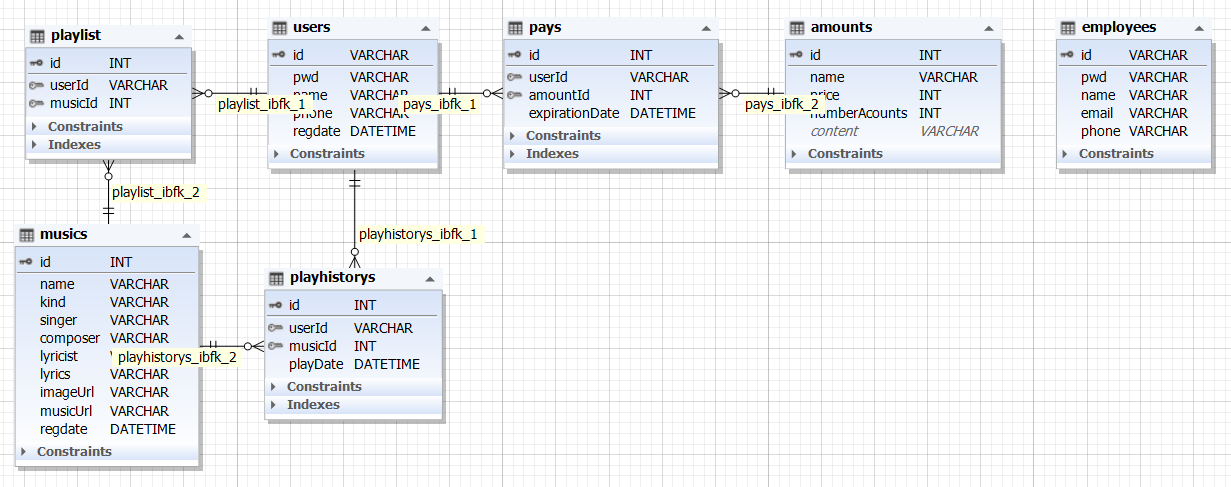 playlist
id INT
userId VARCHAR
musicId INT
Constraints
Indexes
playlist_ibfk_1
users
id VARCHAR
pwd VARCHAR
name VARCHAR
phone VARCHAR
regdate DATETIME
Constraints
pays_ibfk_1
pays
id INT
userId VARCHAR
amountId INT
expirationDate DATETIME
Constraints
Indexes
pays_ibfk_2
amounts
id INT
name VARCHAR
price INT
numberAcounts INT
content VARCHAR
Constraints
employees
id VARCHAR
pwd VARCHAR
name VARCHAR
email VARCHAR
phone VARCHAR
Constraints
playlist_ibfk_2
playhistorys_ibfk_1
musics
id INT
name VARCHAR
kind VARCHAR
singer VARCHAR
composer VARCHAR
lyricist
playhistorys_ibfk_2
lyrics VARCHAR
imageUrl VARCHAR
musicUrl VARCHAR
regdate DATETIME
Constraints
playhistorys
id INT
userId VARCHAR
musicId INT
playDate DATETIME
Constraints
Indexes